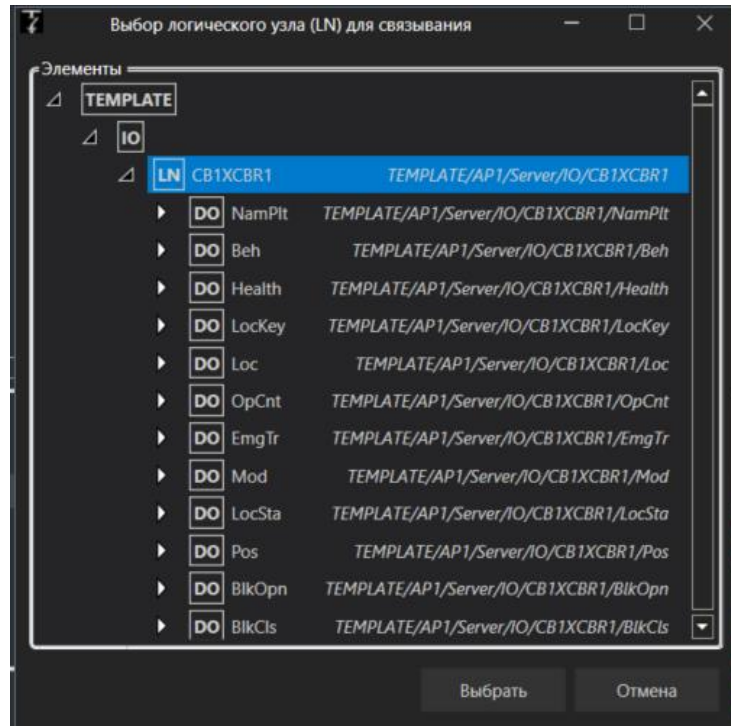 Выбор логического узла (LN) для связывания
Элементы
TEMPLATE
IO
LN CB1XCBR1 TEMPLATE/AP1/Server/IO/CB1XCBR1
DO NamPlt TEMPLATE/AP1/Server/IO/CB1XCBR1/NamPlt
DO Beh TEMPLATE/AP1/Server/IO/CB1XCBR1/Beh
DO Health TEMPLATE/AP1/Server/IO/CB1XCBR1/Health
DO LocKey TEMPLATE/AP1/Server/IO/CB1XCBR1/LocKey
DO Loc TEMPLATE/AP1/Server/IO/CB1XCBR1/Loc
DO OpCnt TEMPLATE/AP1/Server/IO/CB1XCBR1/OpCnt
DO EmgTr TEMPLATE/AP1/Server/IO/CB1XCBR1/EmgTr
DO Mod TEMPLATE/AP1/Server/IO/CB1XCBR1/Mod
DO LocSta TEMPLATE/AP1/Server/IO/CB1XCBR1/LocSta
DO Pos TEMPLATE/AP1/Server/IO/CB1XCBR1/Pos
DO BlkOpn TEMPLATE/AP1/Server/IO/CB1XCBR1/BlkOpn
DO BlkCls TEMPLATE/AP1/Server/IO/CB1XCBR1/BlkCls
Выбрать Отмена